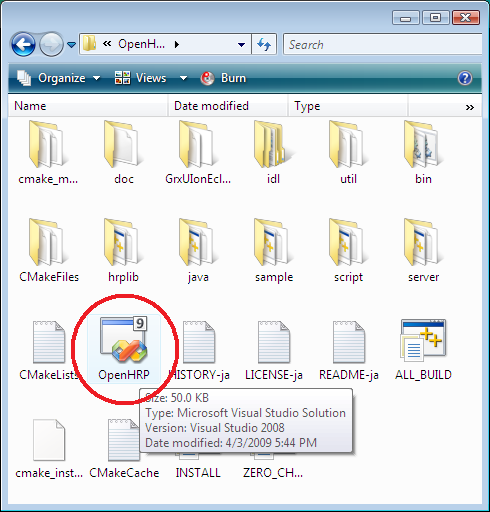 « OpenH... ▸
Search
Organize Views Burn
Name Date modified Type »
cmake_m... doc GrxUIonEcl... idl util bin
CMakeFiles hrplib java sample script server
9
CMakeLists OpenHRP HISTORY-ja LICENSE-ja README-ja ALL_BUILD
Size: 50.0 KB
Type: Microsoft Visual Studio Solution
Version: Visual Studio 2008
Date modified: 4/3/2009 5:44 PM
cmake_inst... CMakeCache INSTALL ZERO_CH...